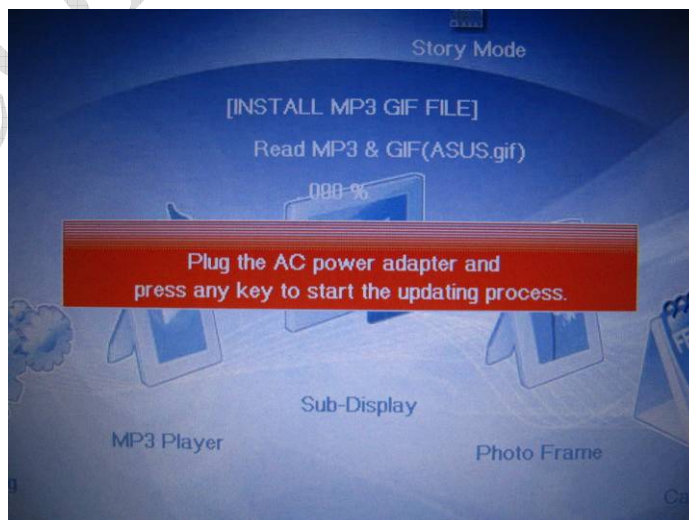 Story Mode
[INSTALL MP3 GIF FILE]
Read MP3 & GIF(ASUS.gif)
Plug the AC power adapter and
press any key to start the updating process.
Sub-Display
MP3 Player
Photo Frame